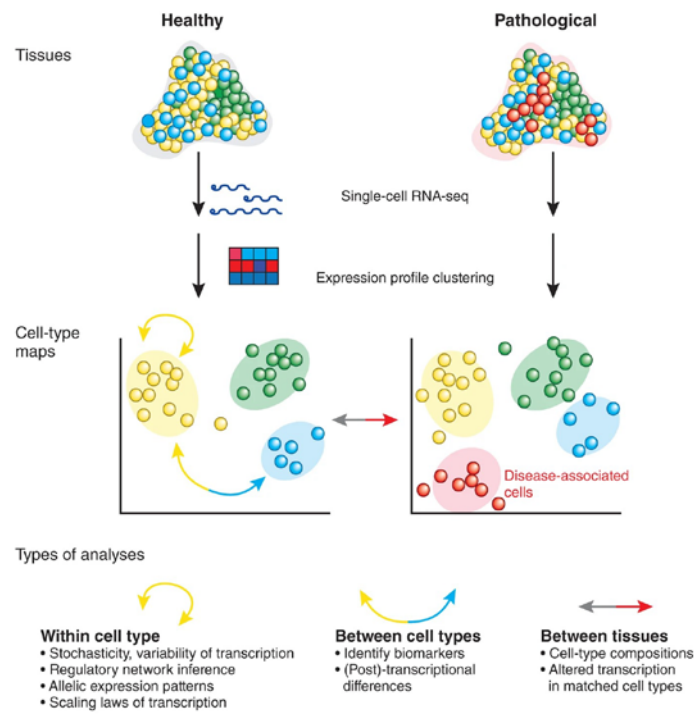 Healthy
Pathological
Tissues
Single-cell RNA-seq
Expression profile clustering
Cell-type
maps
Disease-associated
cells
Types of analyses
Within cell type
• Stochasticity, variability of transcription
• Regulatory network inference
• Allelic expression patterns
• Scaling laws of transcription
Between cell types
• Identify biomarkers
• (Post)-transcriptional
differences
Between tissues
• Cell-type compositions
• Altered transcription
in matched cell types